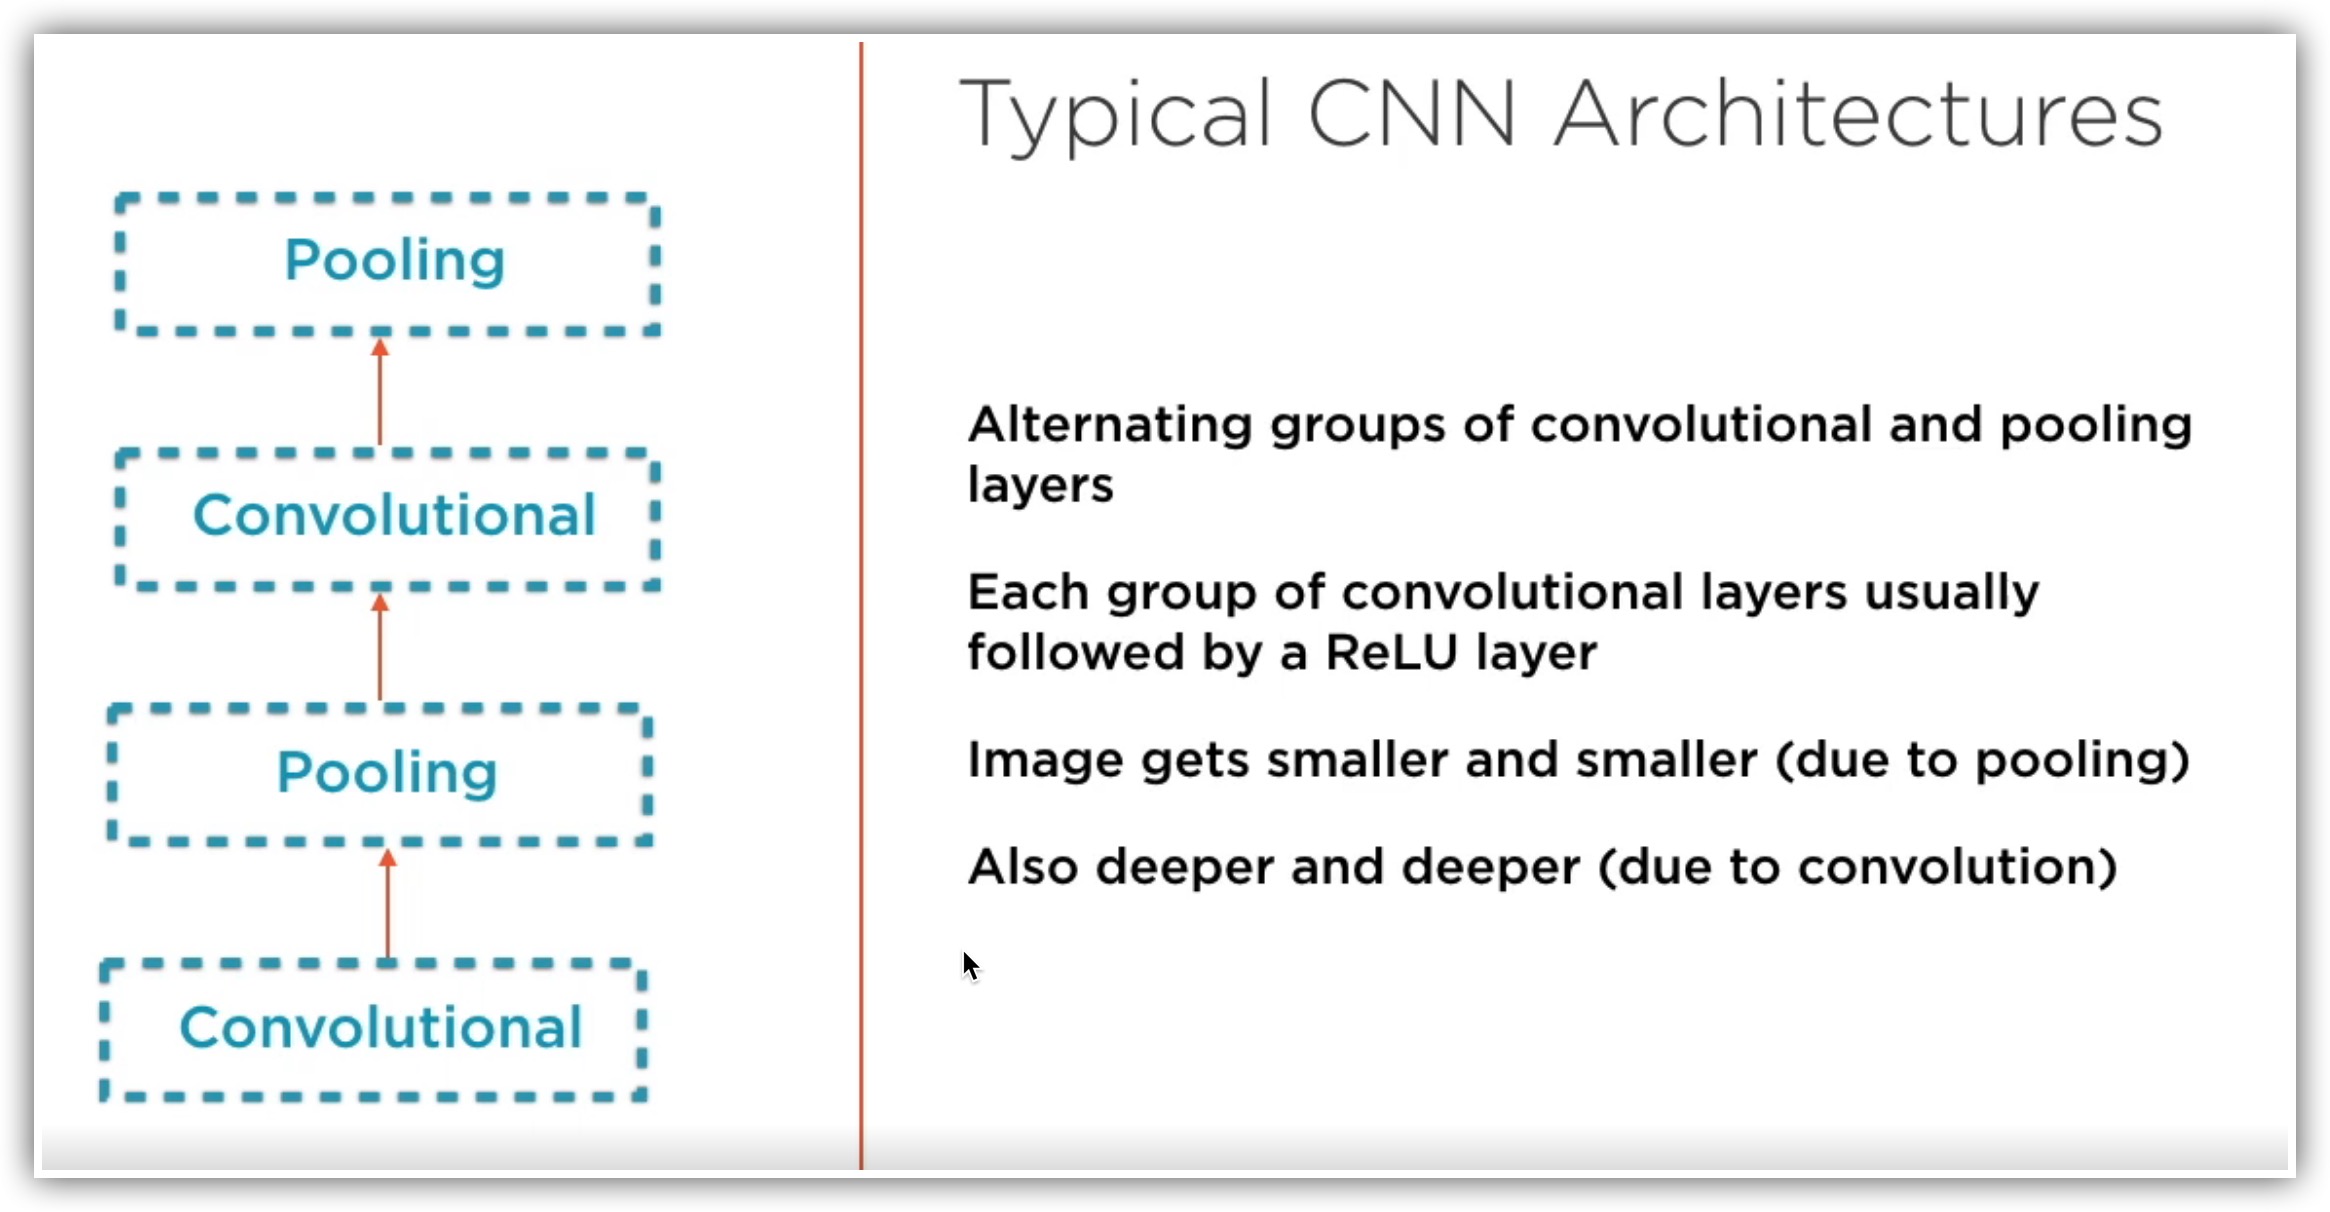 Typical CNN Architectures
Pooling
Convolutional
Pooling
Convolutional
Alternating groups of convolutional and pooling
layers
Each group of convolutional layers usually
followed by a ReLU layer
Image gets smaller and smaller (due to pooling)
Also deeper and deeper (due to convolution)